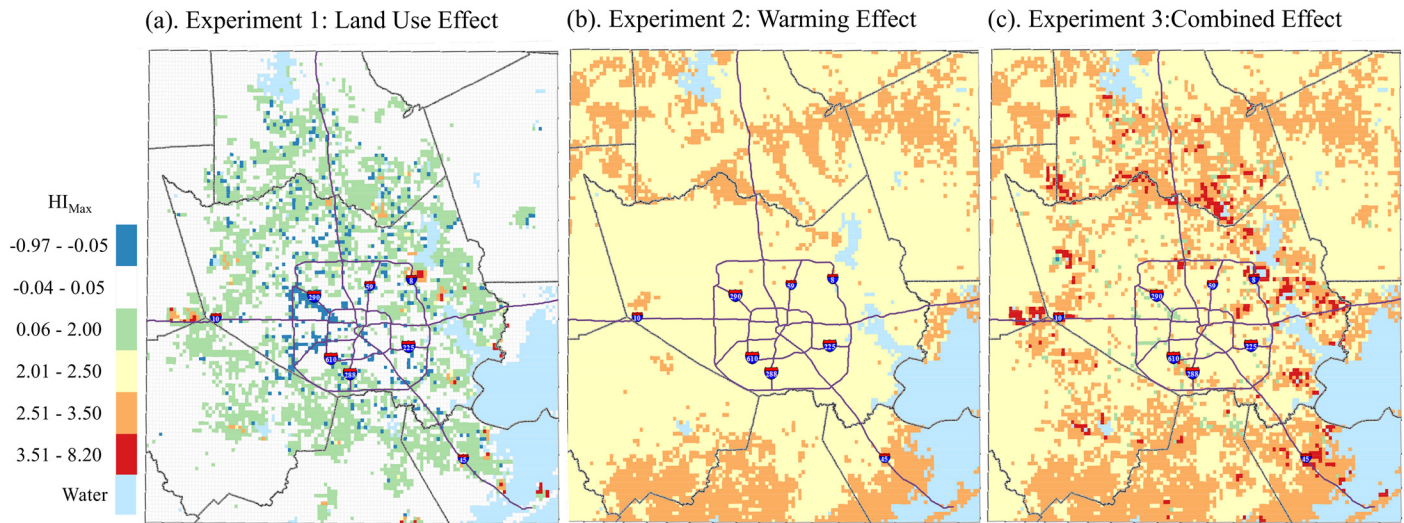 (a). Experiment 1: Land Use Effect
(b). Experiment 2: Warming Effect
(c). Experiment 3:Combined Effect
HIMax
-0.97 - -0.05
-0.04 - 0.05
0.06 - 2.00
2.01 - 2.50
2.51 - 3.50
3.51 - 8.20
Water
290
59
8
10
225
610
288
45
290
59
8
10
225
610
288
45
290
59
8
10
225
610
288
45